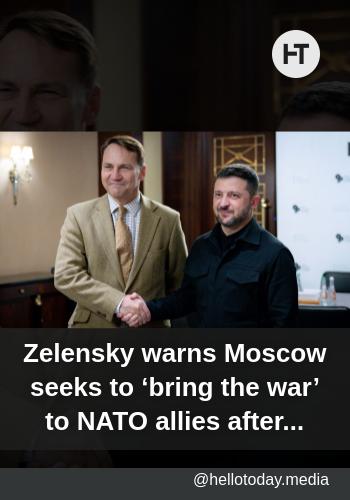 HT
Zelensky warns Moscow
seeks to ‘bring the war’
to NATO allies after...
@hellotoday.media